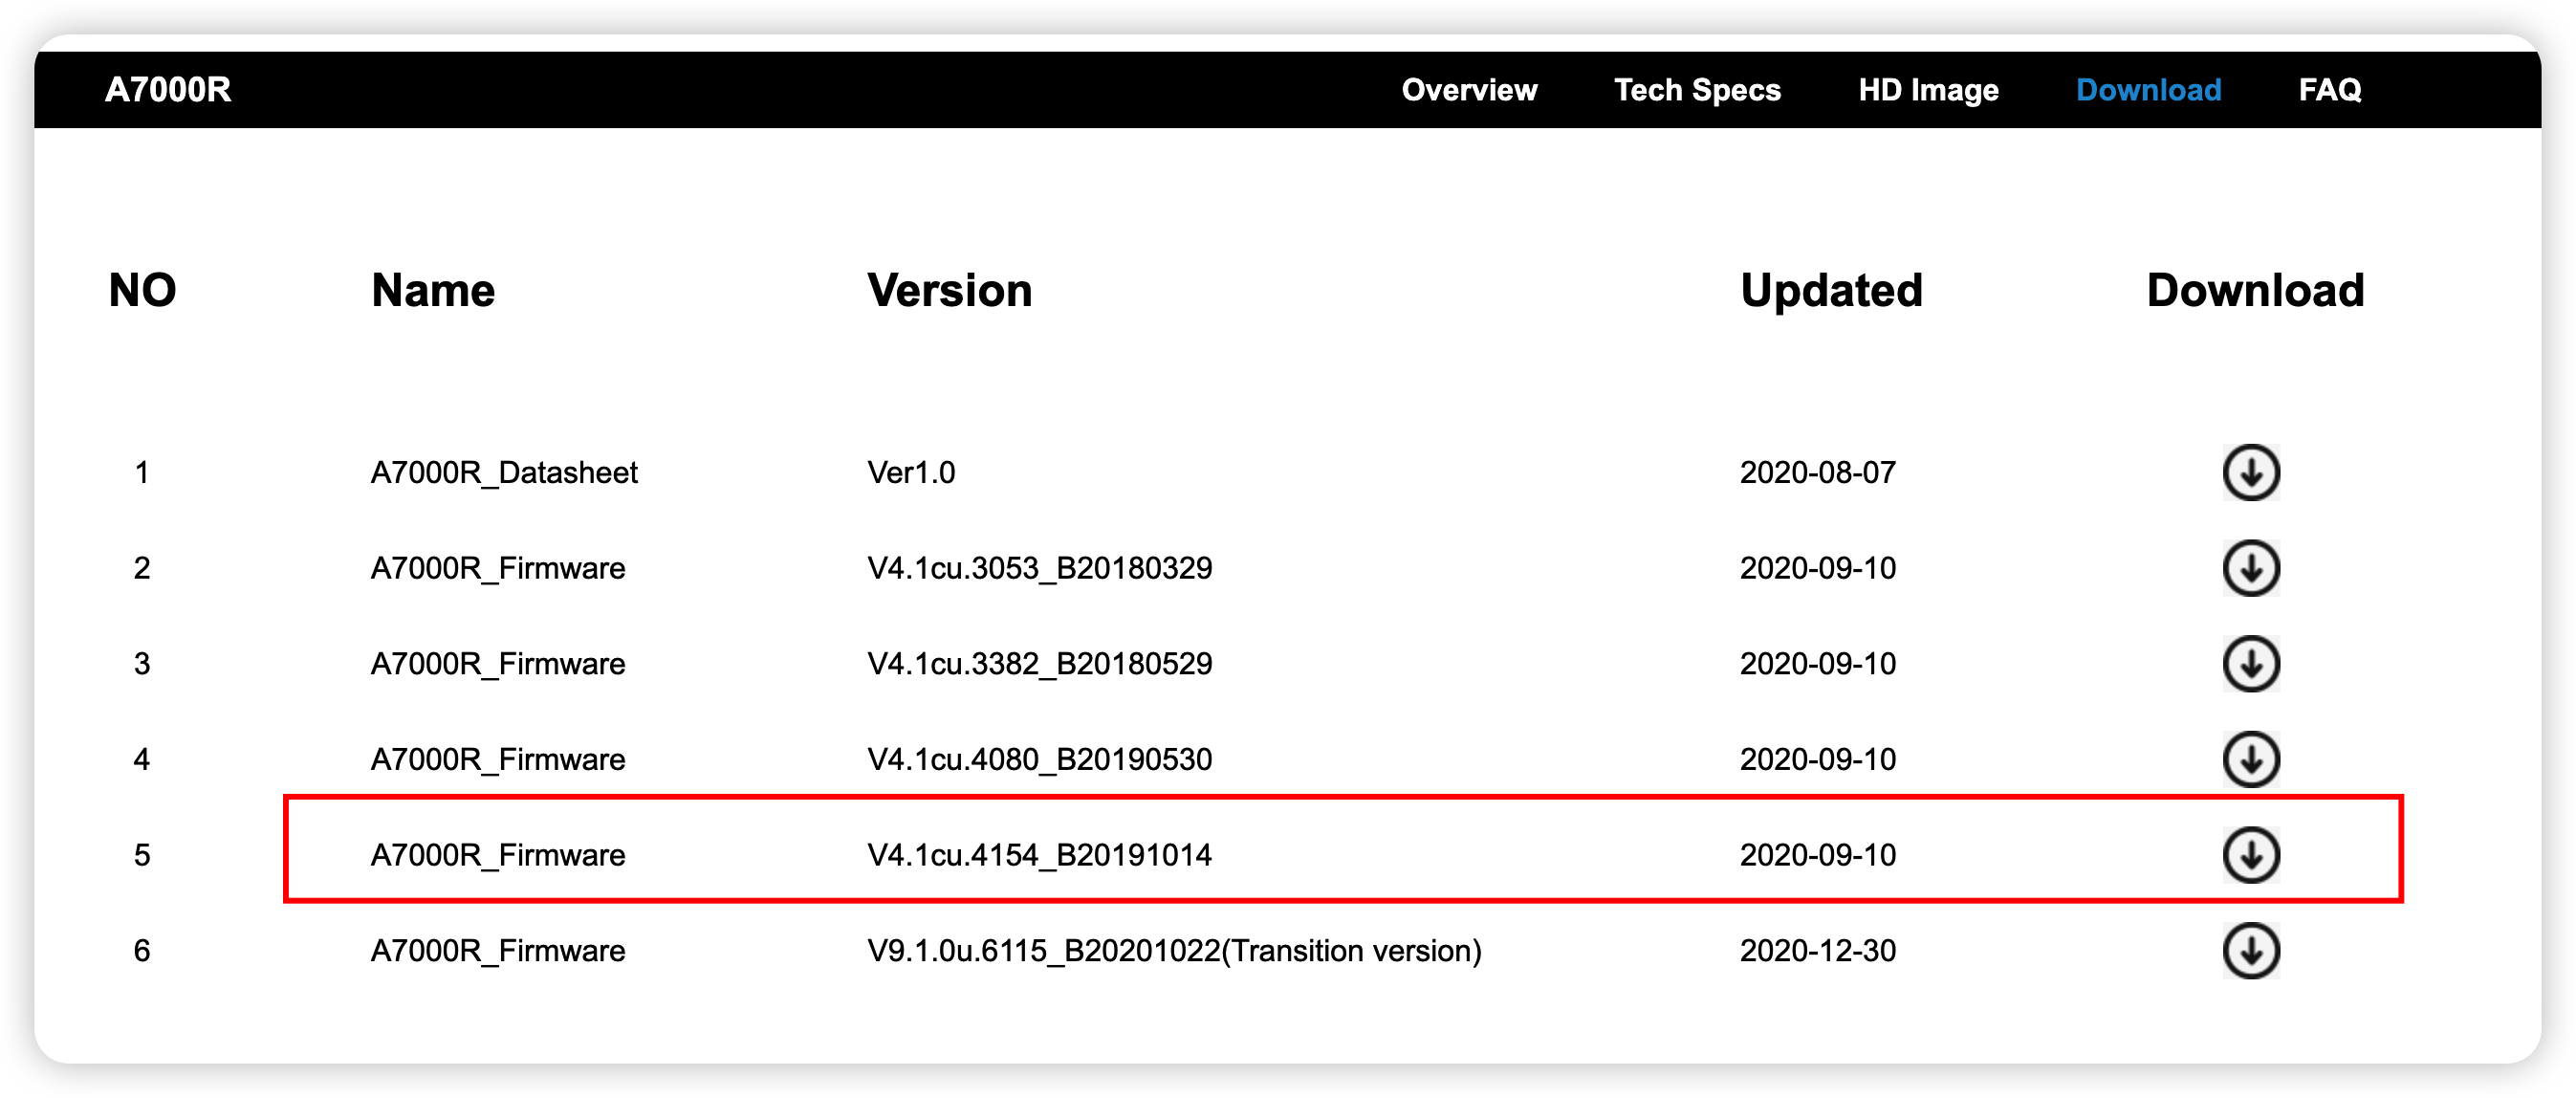 A7000R Overview Tech Specs HD Image Download FAQ
NO Name Version Updated Download
1 A7000R_Datasheet Ver1.0 2020-08-07
2 A7000R_Firmware V4.1cu.3053_B20180329 2020-09-10
3 A7000R_Firmware V4.1cu.3382_B20180529 2020-09-10
4 A7000R_Firmware V4.1cu.4080_B20190530 2020-09-10
5 A7000R_Firmware V4.1cu.4154_B20191014 2020-09-10
6 A7000R_Firmware V9.1.0u.6115_B20201022(Transition version) 2020-12-30